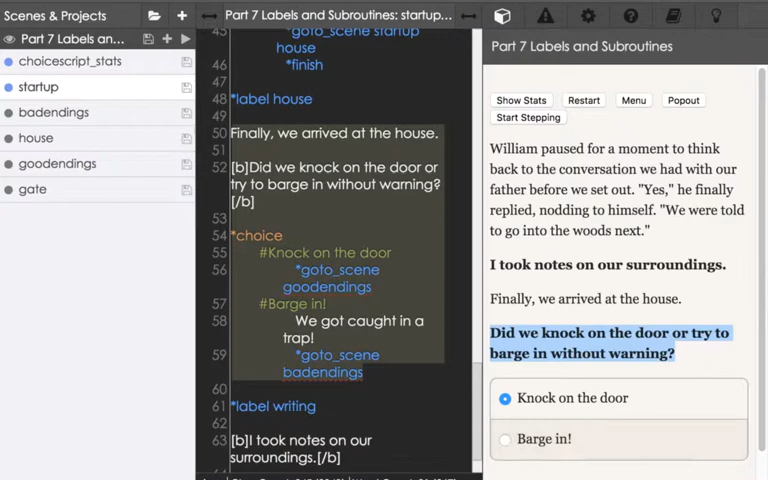 Scenes & Projects
Part 7 Labels an...
choicescript_stats
startup
badendings
house
goodendings
gate
Part 7 Labels and Subroutines: startup...
45
*goto_scene startup
house
46
*finish
47
48
*label house
49
50
Finally, we arrived at the house.
51
52
[b]Did we knock on the door or
try to barge in without warning?
[/b]
53
54
*choice
55
#Knock on the door
56
*goto_scene
goodendings
57
#Barge in!
58
We got caught in a
trap!
59
*goto_scene
badendings
60
61
*label writing
62
63
[b]I took notes on our
surroundings.[/b]
Part 7 Labels and Subroutines
Show Stats
Restart
Menu
Popout
Start Stepping
William paused for a moment to think
back to the conversation we had with our
father before we set out. "Yes," he finally
replied, nodding to himself. "We were told
to go into the woods next."
I took notes on our surroundings.
Finally, we arrived at the house.
Did we knock on the door or try to
barge in without warning?
Knock on the door
Barge in!